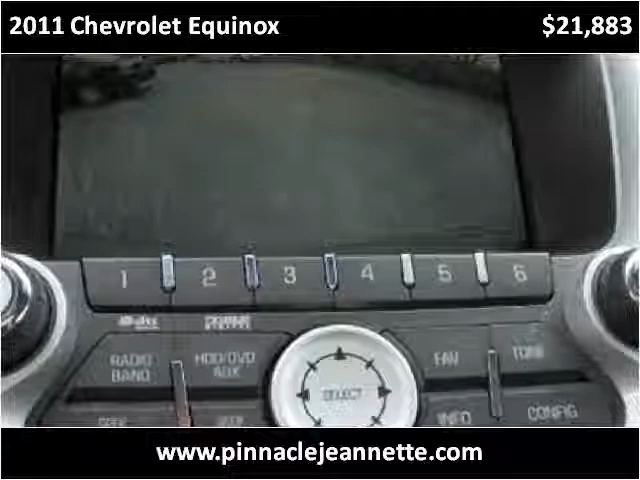 2011 Chevrolet Equinox $21,883
1 2 3 4 5 6
RADIO BAND HDD/DVD AUX FAV TONE
SELECT
INFO CONFIG
www.pinnaclejeannette.com